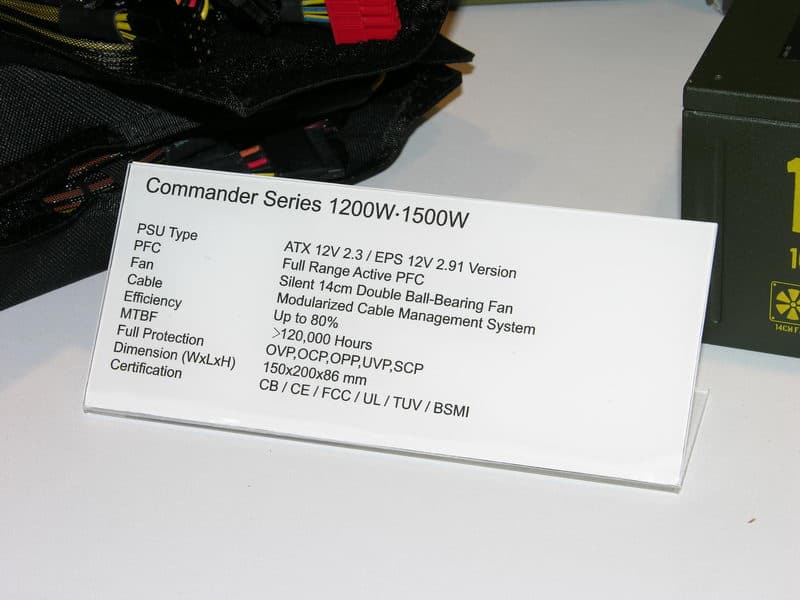 Commander Series 1200W·1500W
PSU Type ATX 12V 2.3 / EPS 12V 2.91 Version
PFC Full Range Active PFC
Fan Silent 14cm Double Ball-Bearing Fan
Cable Modularized Cable Management System
Efficiency Up to 80%
MTBF >120,000 Hours
Full Protection OVP,OCP,OPP,UVP,SCP
Dimension (WxLxH) 150x200x86 mm
Certification CB / CE / FCC / UL / TUV / BSMI
14CM F